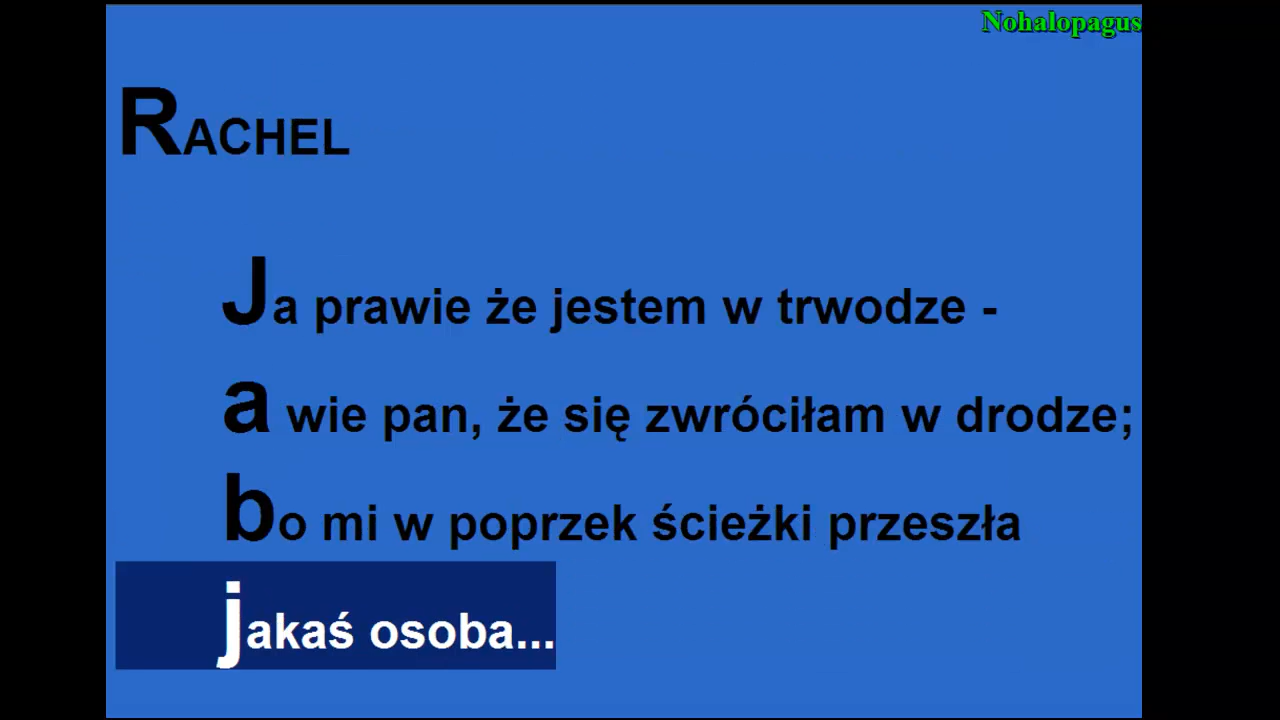 Nohalopagus
RACHEL
Ja prawie że jestem w trwodze -
a wie pan, że się zwróciłam w drodze;
bo mi w poprzek ścieżki przeszła
jakaś osoba...